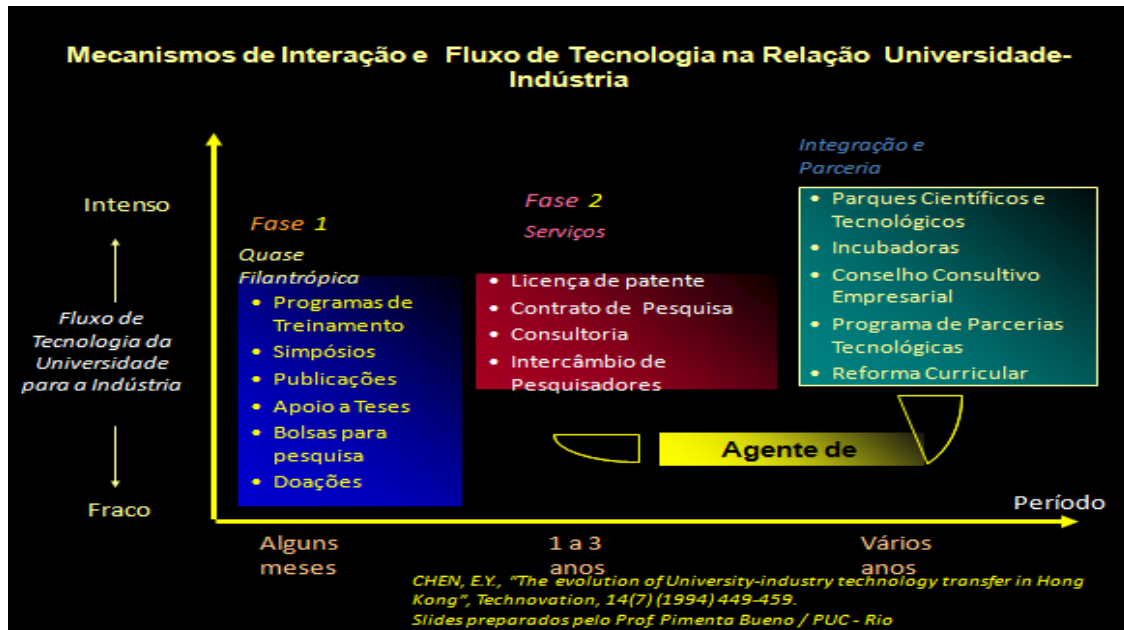 Mecanismos de Interação e Fluxo de Tecnologia na Relação Universidade-
Indústria
Intenso
Fluxo de
Tecnologia da
Universidade
para a Indústria
Fraco
Fase 1
Quase
Filantrópica
• Programas de
Treinamento
• Simpósios
• Publicações
• Apoio a Teses
• Bolsas para
pesquisa
• Doações
Fase 2
Serviços
• Licença de patente
• Contrato de Pesquisa
• Consultoria
• Intercâmbio de
Pesquisadores
Integração e
Parceria
• Parques Científicos e
Tecnológicos
• Incubadoras
• Conselho Consultivo
Empresarial
• Programa de Parcerias
Tecnológicas
• Reforma Curricular
Agente de
Período
Alguns
meses
1 a 3
anos
Vários
anos
CHEN, E.Y., "The evolution of University-industry technology transfer in Hong
Kong", Technovation, 14(7) (1994) 449-459.
Slides preparados pelo Prof. Pimenta Bueno / PUC - Rio